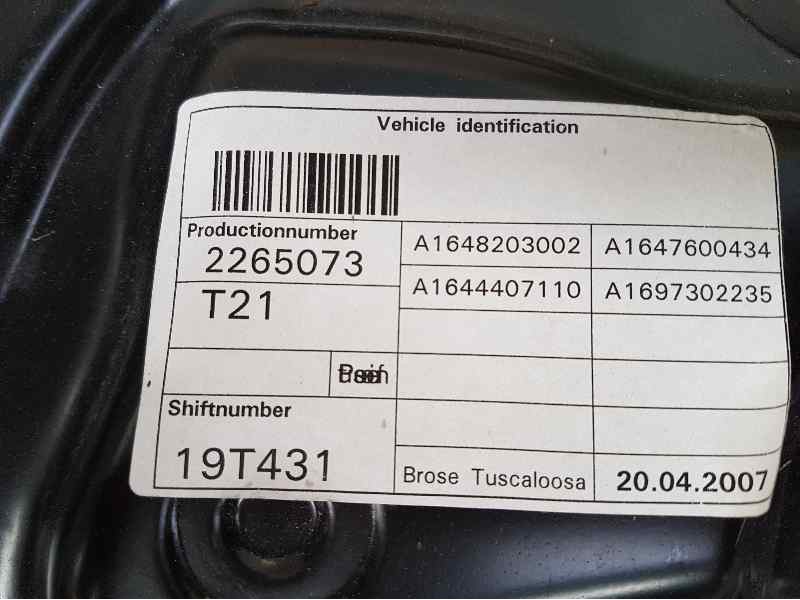 Vehicle identification
Productionnumber
2265073
A1648203002 A1647600434
T21
A1644407110 A1697302235
Shiftnumber
19T431
Brose Tuscaloosa 20.04.2007